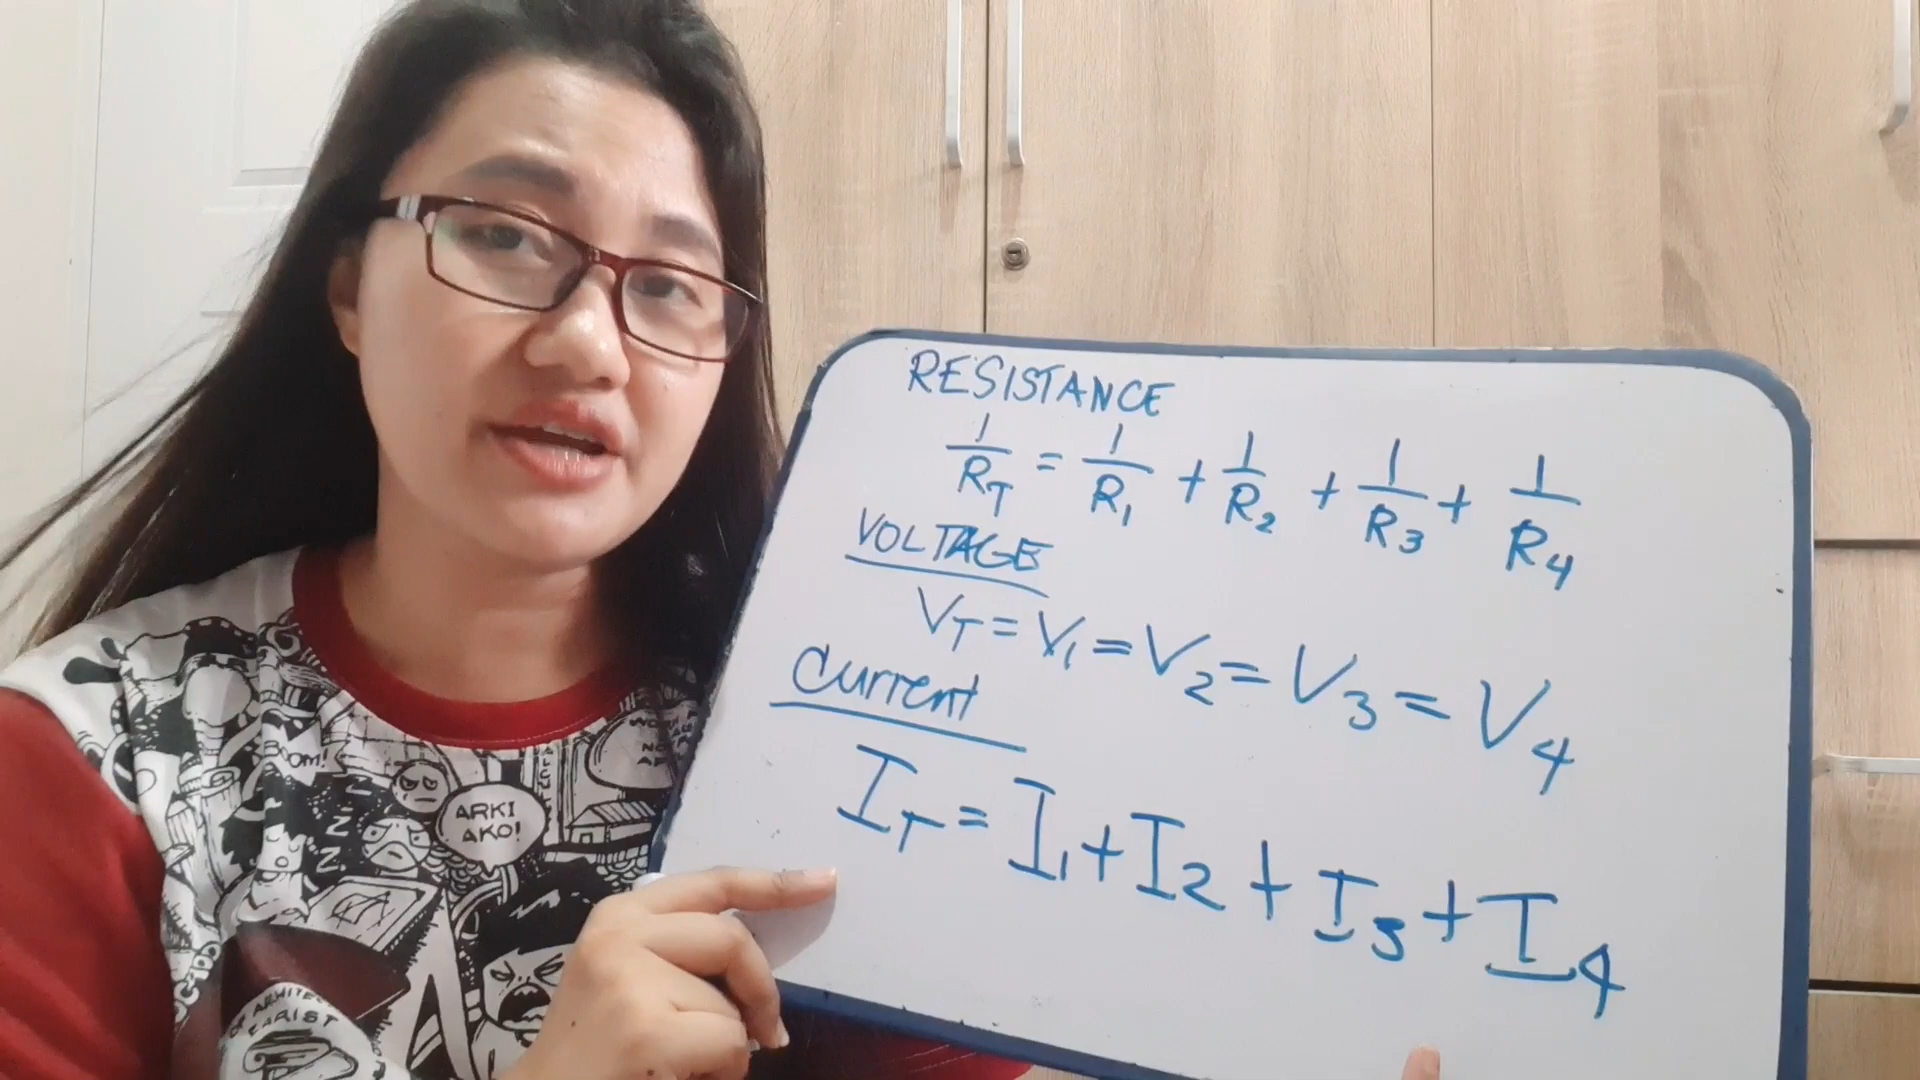 RESISTANCE
1/RT = 1/R1 + 1/R2 + 1/R3 + 1/R4
VOLTAGE
VT = V1 = V2 = V3 = V4
Current
IT = I1 + I2 + I3 + I4
OM!
ARKI
AKO!
Z
Z
Z